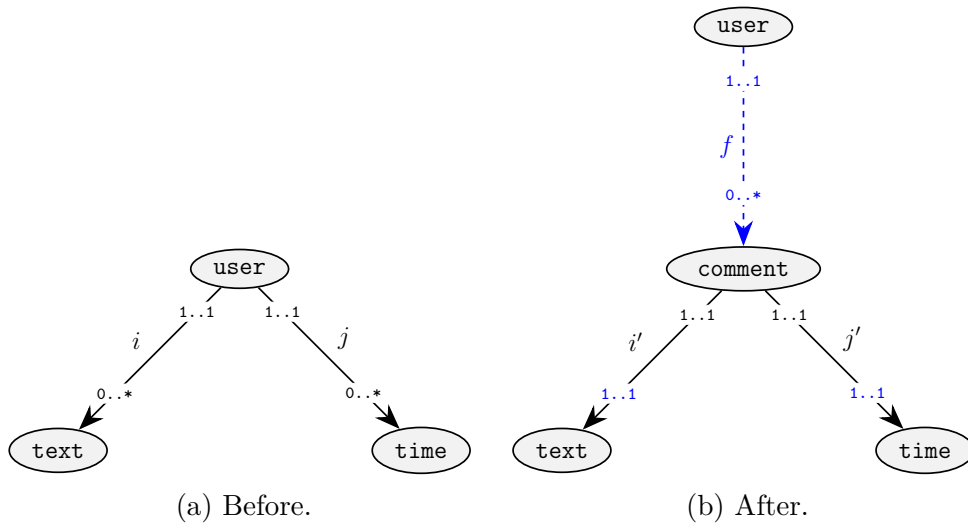 user
1..1
f
0..*
user
comment
1..1
1..1
1..1
1..1
i
j
i'
j'
0..*
0..*
1..1
1..1
text
time
text
time
(a) Before.
(b) After.